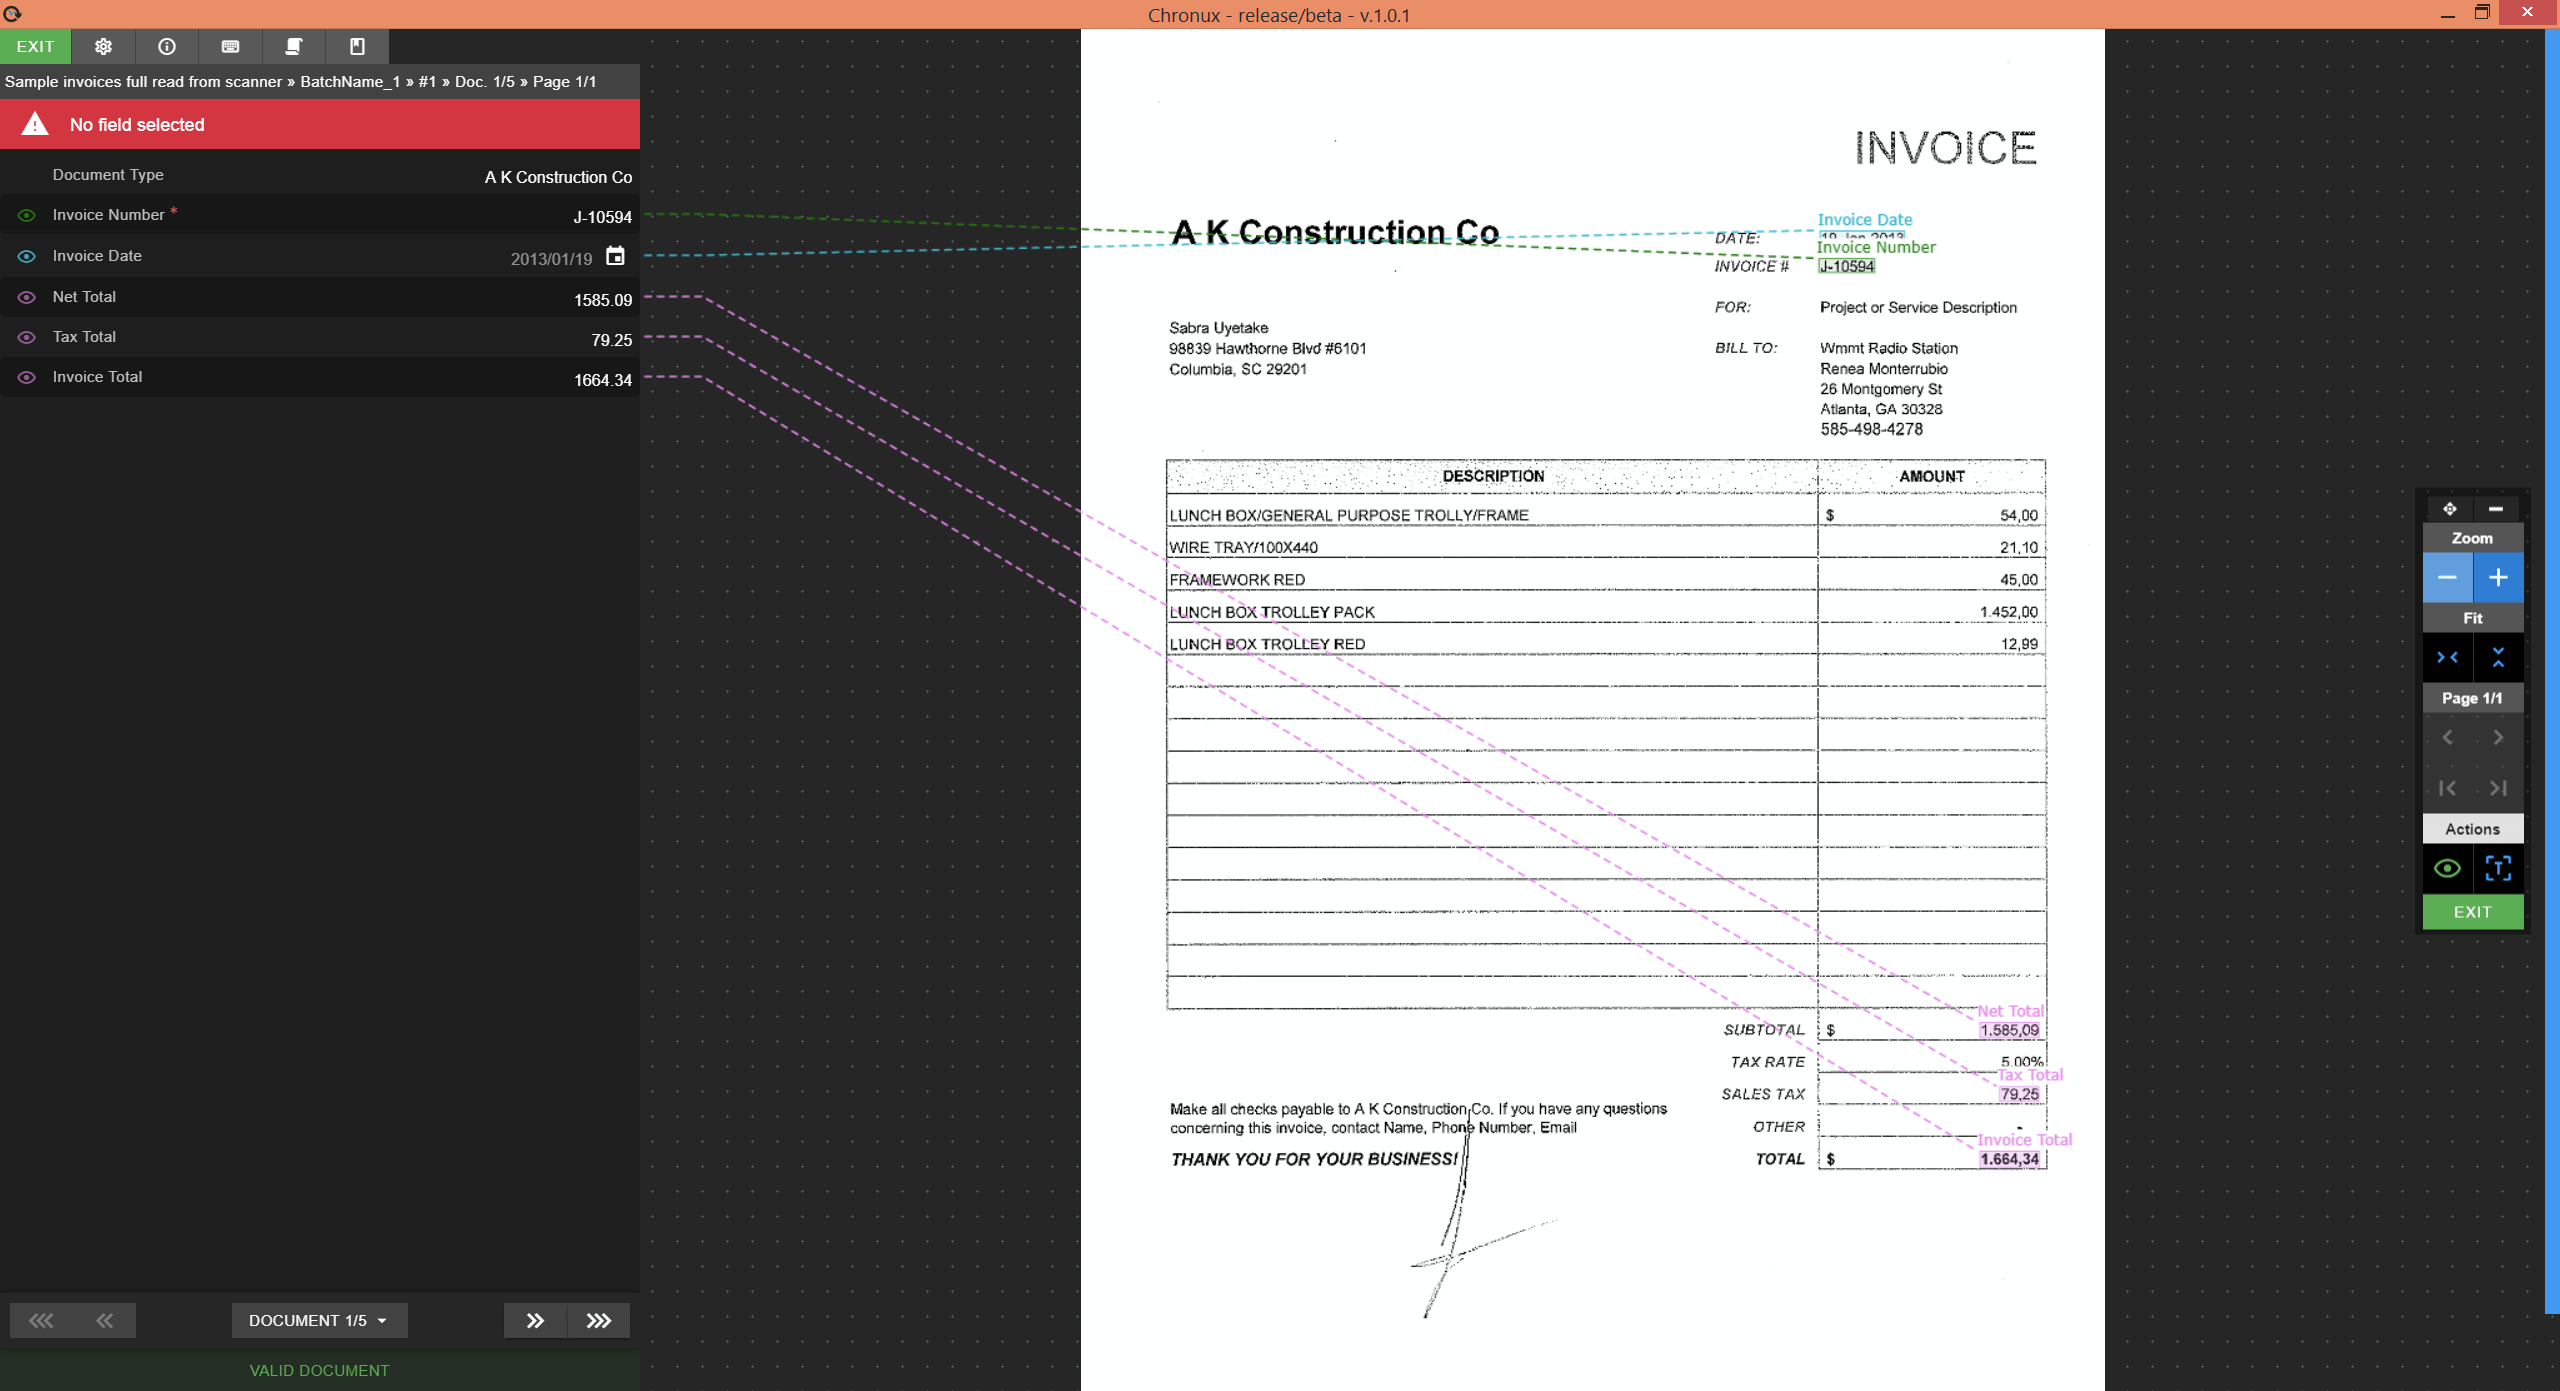 Chronux - release/beta - v.1.0.1
EXIT
Sample invoices full read from scanner » BatchName_1 » #1 » Doc. 1/5 » Page 1/1
No field selected
Document Type A K Construction Co
Invoice Number * J-10594
Invoice Date 2013/01/19
Net Total 1585.09
Tax Total 79.25
Invoice Total 1664.34
DOCUMENT 1/5
VALID DOCUMENT
INVOICE
A K Construction Co
Invoice Date
DATE: 19 Jan 2013
Invoice Number
INVOICE # J-10594
FOR: Project or Service Description
Sabra Uyetake
98839 Hawthorne Blvd #6101
Columbia, SC 29201
BILL TO: Wmmt Radio Station
Renea Monterrubio
26 Montgomery St
Atlanta, GA 30328
585-498-4278
DESCRIPTION AMOUNT
LUNCH BOX/GENERAL PURPOSE TROLLY/FRAME $ 54,00
WIRE TRAY/100X440 21,10
FRAMEWORK RED 45,00
LUNCH BOX TROLLEY PACK 1.452,00
LUNCH BOX TROLLEY RED 12,99
Net Total
SUBTOTAL $ 1.585,09
TAX RATE 5.00%
Tax Total
SALES TAX 79,25
OTHER -
Invoice Total
TOTAL $ 1.664,34
Make all checks payable to A K Construction Co. If you have any questions
concerning this invoice, contact Name, Phone Number, Email
THANK YOU FOR YOUR BUSINESS!
Zoom
Fit
Page 1/1
Actions
EXIT